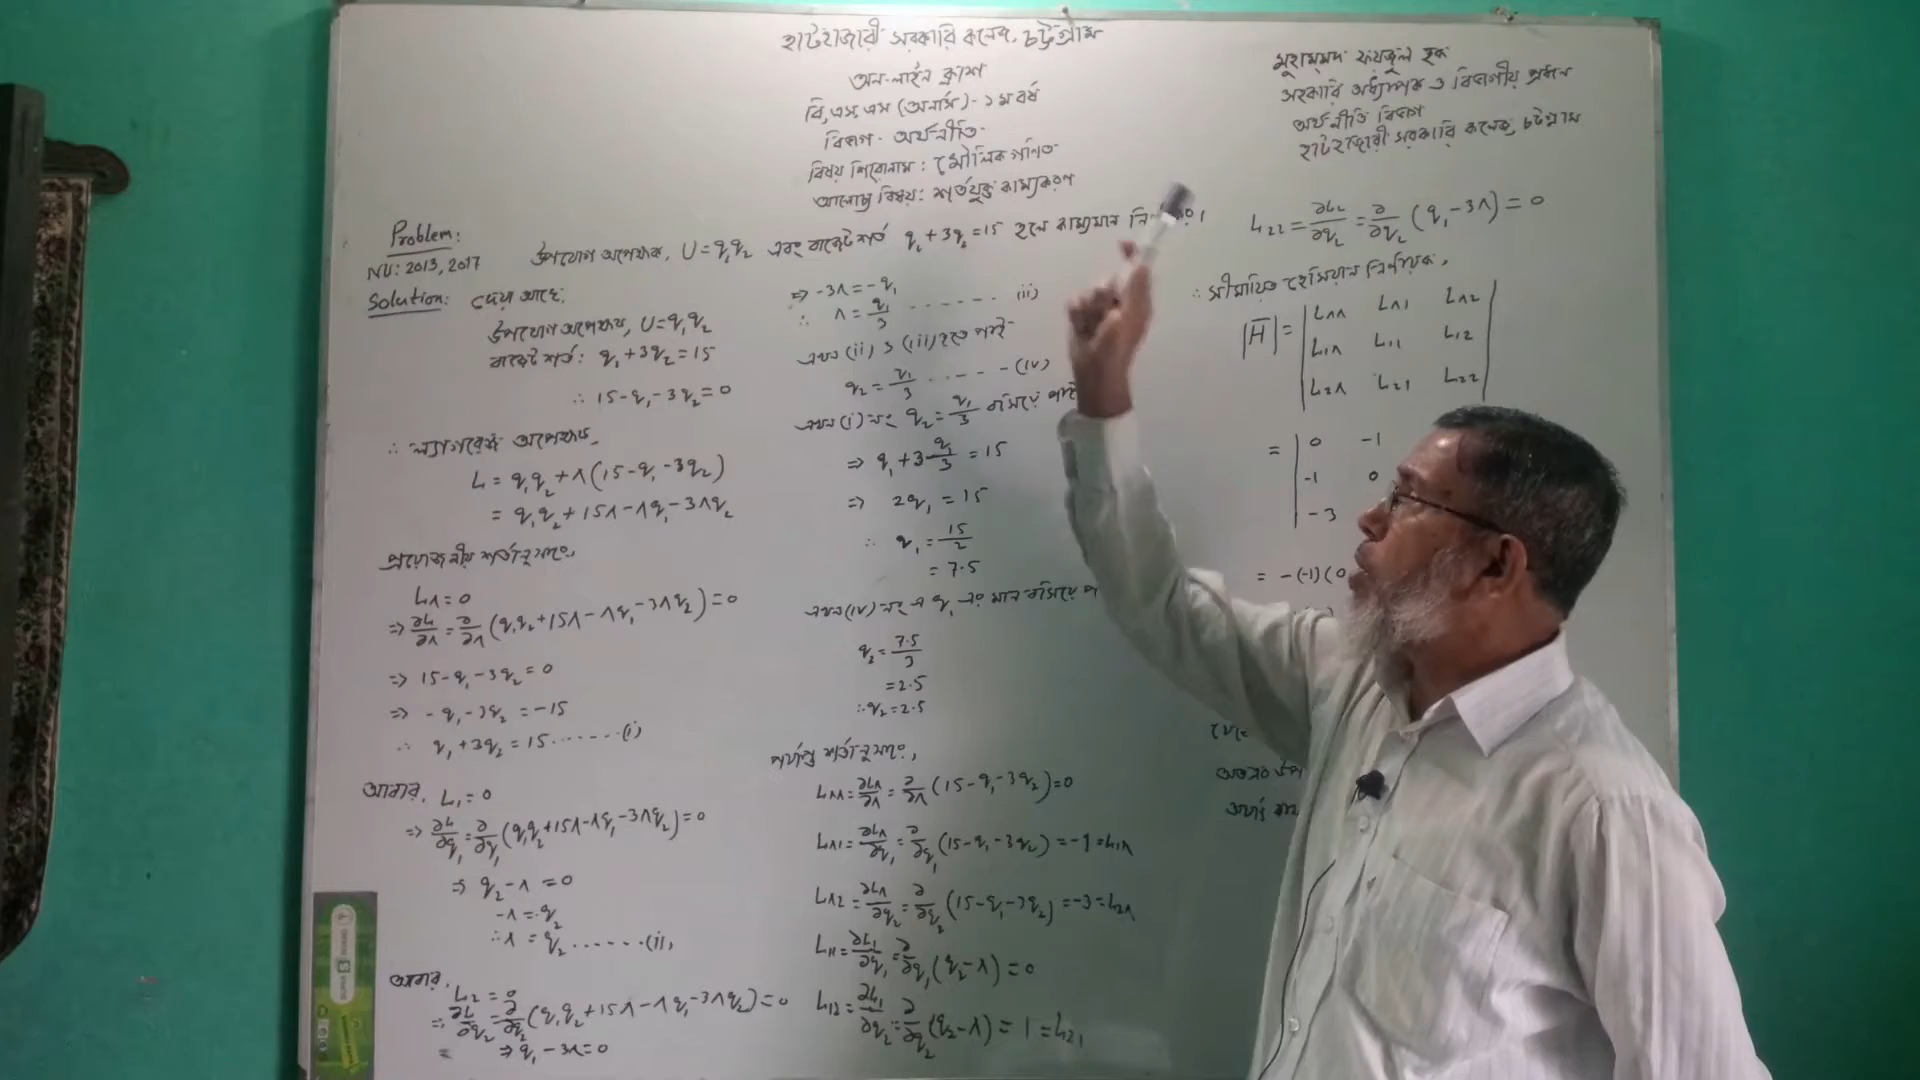 হাটহাজারী সরকারি কলেজ, চট্টগ্রাম
অন-লাইন ক্লাশ
বি,এস,এস (অনার্স)-১ম বর্ষ
বিভাগ- অর্থনীতি-
বিষয় শিরোনাম: মৌলিক গণিত
আলোচ্য বিষয়: শর্তযুক্ত কাম্যকরণ
মুহাম্মদ ফয়জুল হক
সহকারি অধ্যাপক ও বিভাগীয় প্রধান
অর্থনীতি বিভাগ
হাটহাজারী সরকারি কলেজ, চট্টগ্রাম
Problem:
NU: 2013, 2017
উপযোগ অপেক্ষক, U=q₁q₂ এবং বাজেট শর্ত q₁+3q₂=15 হলে কাম্যমান
Solution: দেয়া আছে,
উপযোগ অপেক্ষক, U=q₁q₂
বাজেট শর্ত: q₁+3q₂=15
∴ 15-q₁-3q₂=0
∴ ল্যাগরেঞ্জ অপেক্ষক,
L = q₁q₂+λ(15-q₁-3q₂)
= q₁q₂+15λ-λq₁-3λq₂
প্রয়োজনীয় শর্তানুসারে,
Lλ=0
⇒ ∂L/∂λ = ∂/∂λ (q₁q₂+15λ-λq₁-3λq₂)=0
⇒ 15-q₁-3q₂=0
⇒ -q₁-3q₂=-15
∴ q₁+3q₂=15.......(i)
আবার, L₁=0
⇒ ∂L/∂q₁ = ∂/∂q₁ (q₁q₂+15λ-λq₁-3λq₂)=0
⇒ q₂-λ=0
-λ=-q₂
∴ λ=q₂.......(ii)
আবার,
L₂=0
⇒ ∂L/∂q₂ = ∂/∂q₂ (q₁q₂+15λ-λq₁-3λq₂)=0
⇒ q₁-3λ=0
⇒ -3λ=-q₁
∴ λ=q₁/3 ....... (iii)
এখন (ii) ও (iii) হতে পাই-
q₂=q₁/3 ...... (iv)
এখন (i) নং q₂=q₁/3 বসিয়ে পাই
⇒ q₁+3 q₁/3 =15
⇒ 2q₁=15
∴ q₁=15/2
=7.5
এখন (iv) নং এ q₁ এর মান বসিয়ে
q₂=7.5/3
=2.5
∴q₂=2.5
পর্যাপ্ত শর্তানুসারে,
Lλλ=∂Lλ/∂λ=∂/∂λ (15-q₁-3q₂)=0
Lλ1=∂Lλ/∂q₁=∂/∂q₁ (15-q₁-3q₂)=-1=L1λ
Lλ2=∂Lλ/∂q₂=∂/∂q₂ (15-q₁-3q₂)=-3=L2λ
L11=∂L₁/∂q₁=∂/∂q₁ (q₂-λ)=0
L12=∂L₁/∂q₂=∂/∂q₂ (q₂-λ)=1=L21
L22=∂L₂/∂q₂=∂/∂q₂ (q₁-3λ)=0
∴ সীমায়িত হেসিয়ান নির্ণায়ক,
Lλλ Lλ1 Lλ2
|H̄|= L1λ L11 L12
L2λ L21 L22
= 0 -1
-1 0
-3
= -(-1)(0